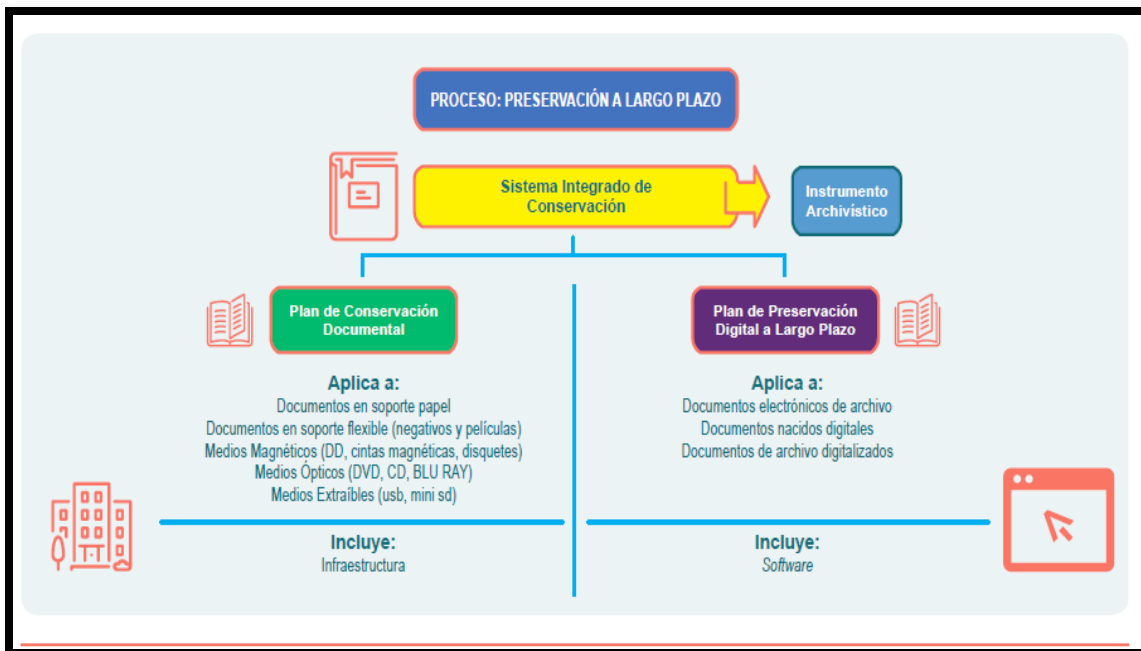 PROCESO: PRESERVACIÓN A LARGO PLAZO
Sistema Integrado de
Conservación
Instrumento
Archivístico
Plan de Conservación
Documental
Aplica a:
Documentos en soporte papel
Documentos en soporte flexible (negativos y películas)
Medios Magnéticos (DD, cintas magnéticas, disquetes)
Medios Ópticos (DVD, CD, BLU RAY)
Medios Extraíbles (usb, mini sd)
Incluye:
Infraestructura
Plan de Preservación
Digital a Largo Plazo
Aplica a:
Documentos electrónicos de archivo
Documentos nacidos digitales
Documentos de archivo digitalizados
Incluye:
Software